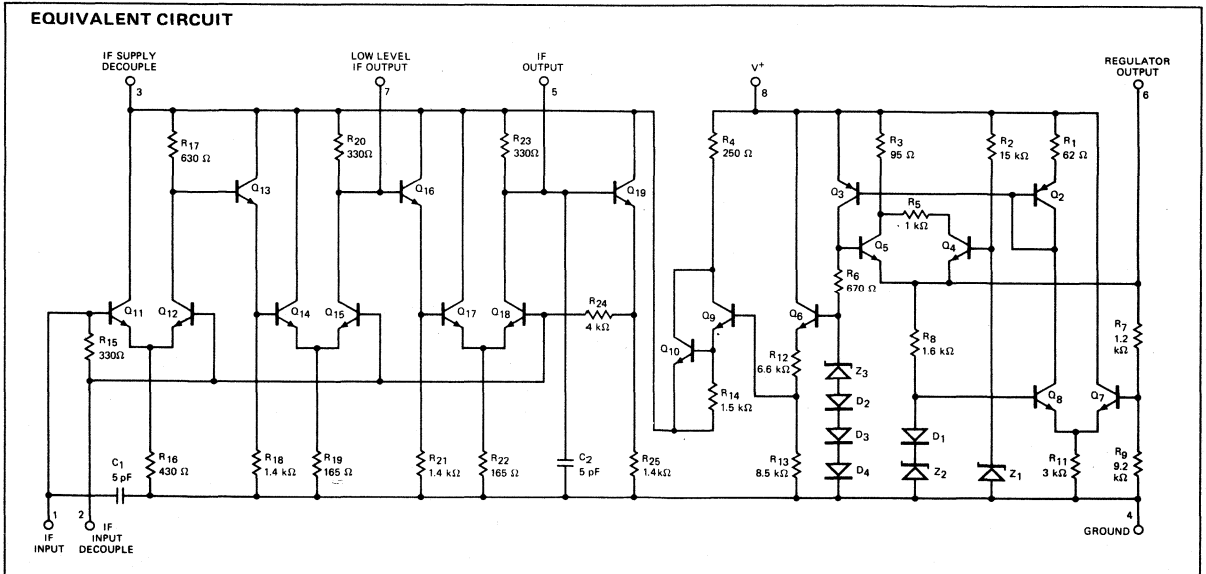 EQUIVALENT CIRCUIT
IF SUPPLY
DECOUPLE
3
LOW LEVEL
IF OUTPUT
7
IF
OUTPUT
5
V+
8
REGULATOR
OUTPUT
6
R17
630 Ω
R20
330Ω
R23
330Ω
R4
250 Ω
R3
95 Ω
R2
15 kΩ
R1
62 Ω
Q13
Q16
Q19
Q3
Q2
R5
1 kΩ
Q5
Q4
R6
670 Ω
Q11
Q12
Q14
Q15
Q17
Q18
R24
4 kΩ
Q9
Q6
Q10
R15
330Ω
R12
6.6 kΩ
R8
1.6 kΩ
R7
1.2
kΩ
Z3
R14
1.5 kΩ
D2
Q8
Q7
D3
D1
C1
5 pF
R16
430 Ω
R18
1.4 kΩ
R19
165 Ω
R21
1.4 kΩ
R22
165 Ω
C2
5 pF
R25
1.4kΩ
R13
8.5 kΩ
D4
Z2
Z1
R11
3 kΩ
R9
9.2
kΩ
1
IF
INPUT
2
IF
INPUT
DECOUPLE
4
GROUND